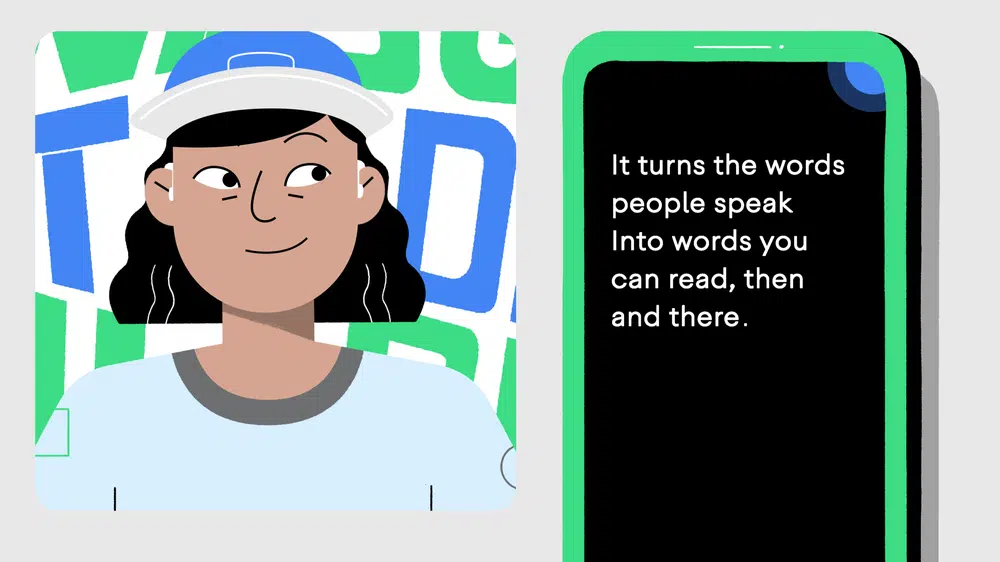 It turns the words
people speak
Into words you
can read, then
and there.